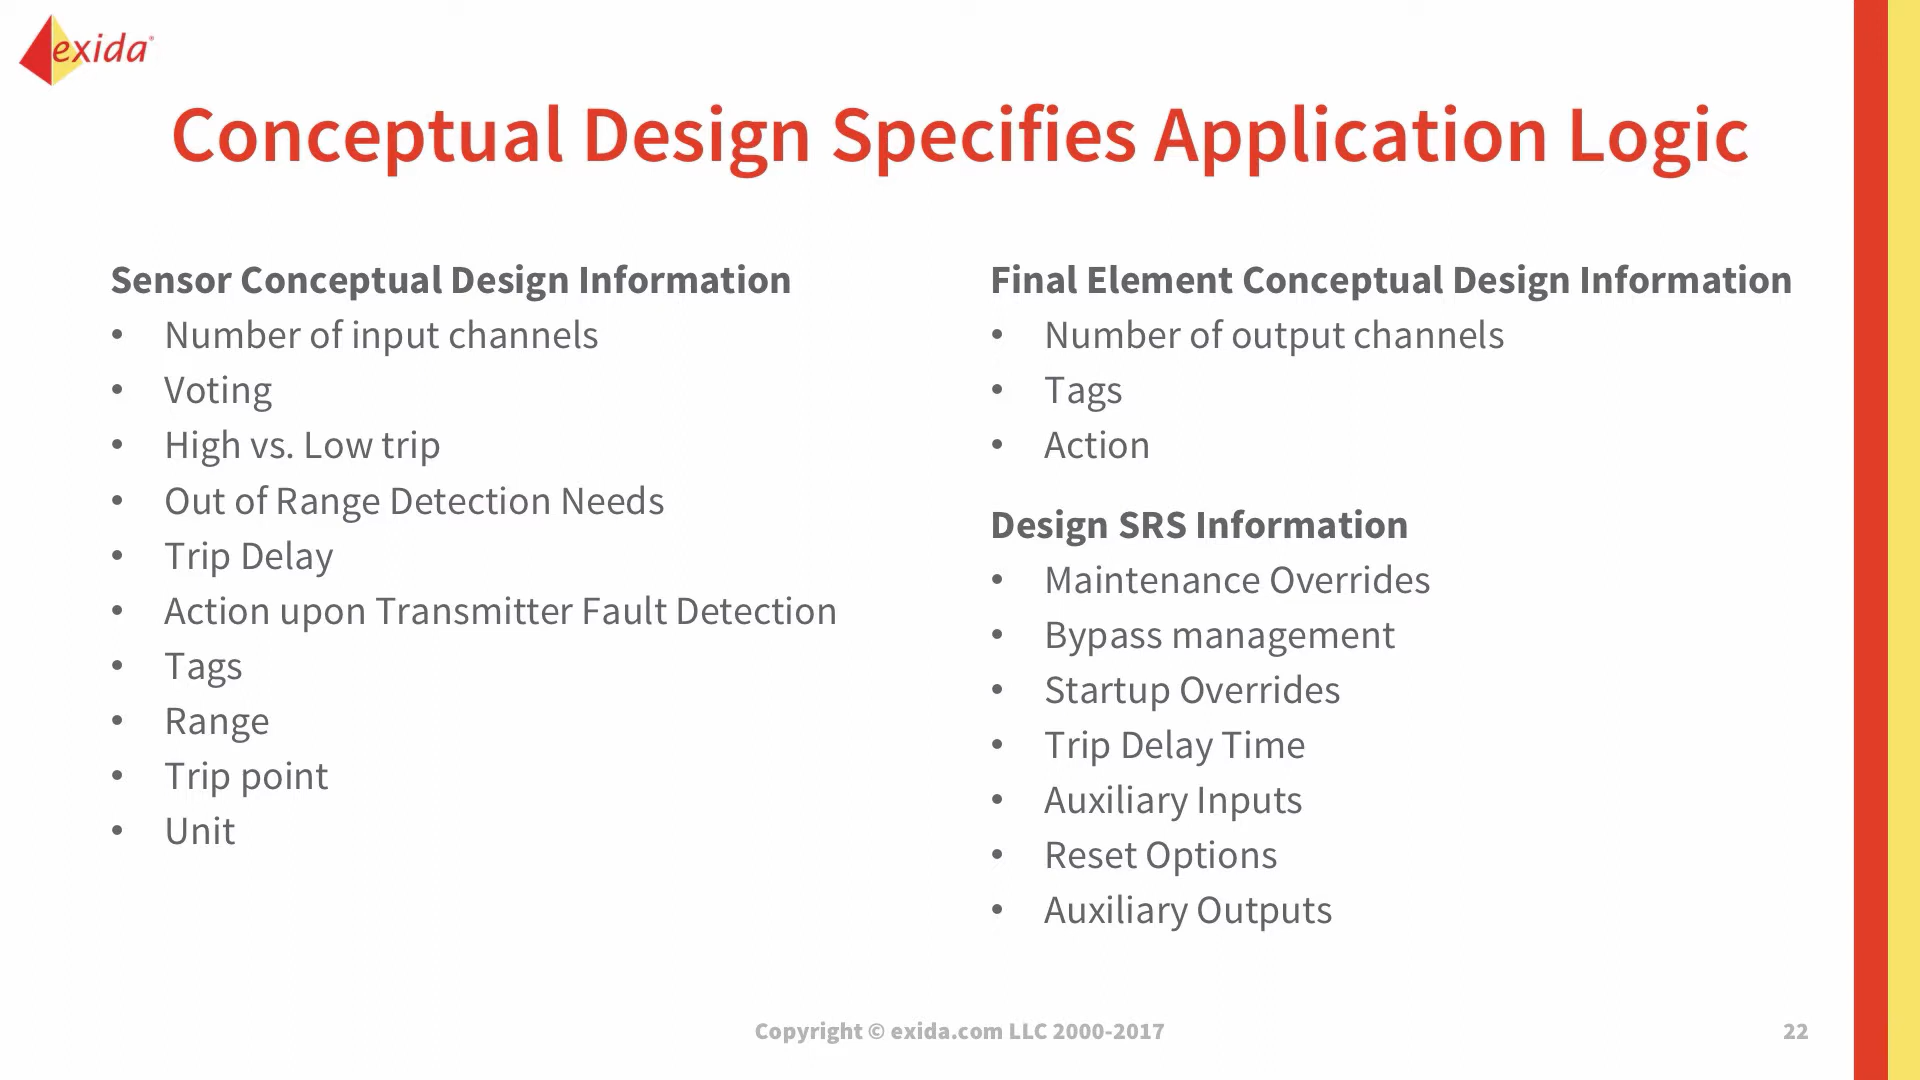 exida®
Conceptual Design Specifies Application Logic
Sensor Conceptual Design Information
• Number of input channels
• Voting
• High vs. Low trip
• Out of Range Detection Needs
• Trip Delay
• Action upon Transmitter Fault Detection
• Tags
• Range
• Trip point
• Unit
Final Element Conceptual Design Information
• Number of output channels
• Tags
• Action
Design SRS Information
• Maintenance Overrides
• Bypass management
• Startup Overrides
• Trip Delay Time
• Auxiliary Inputs
• Reset Options
• Auxiliary Outputs
Copyright © exida.com LLC 2000-2017
22